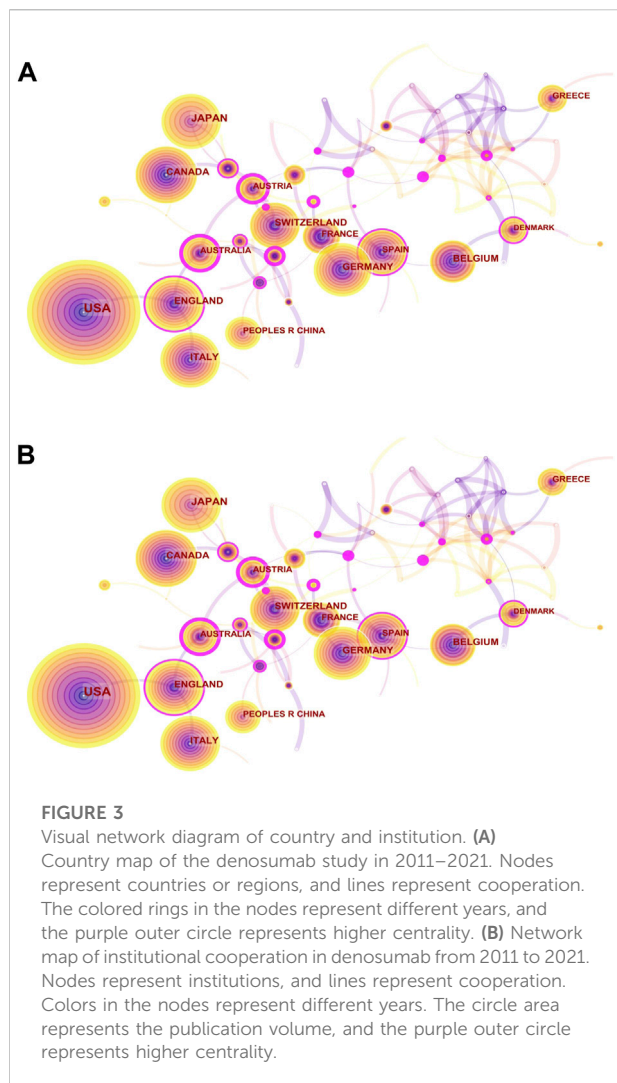 A
GREECE
JAPAN
CANADA
AUSTRIA
SWITZERLAND
FRANCE
DENMARK
AUSTRALIA
SPAIN
GERMANY
BELGIUM
USA
ENGLAND
PEOPLES R CHINA
ITALY
B
GREECE
JAPAN
CANADA
AUSTRIA
SWITZERLAND
FRANCE
DENMARK
AUSTRALIA
SPAIN
GERMANY
BELGIUM
USA
ENGLAND
PEOPLES R CHINA
ITALY
FIGURE 3
Visual network diagram of country and institution. (A)
Country map of the denosumab study in 2011–2021. Nodes
represent countries or regions, and lines represent cooperation.
The colored rings in the nodes represent different years, and
the purple outer circle represents higher centrality. (B) Network
map of institutional cooperation in denosumab from 2011 to 2021.
Nodes represent institutions, and lines represent cooperation.
Colors in the nodes represent different years. The circle area
represents the publication volume, and the purple outer circle
represents higher centrality.